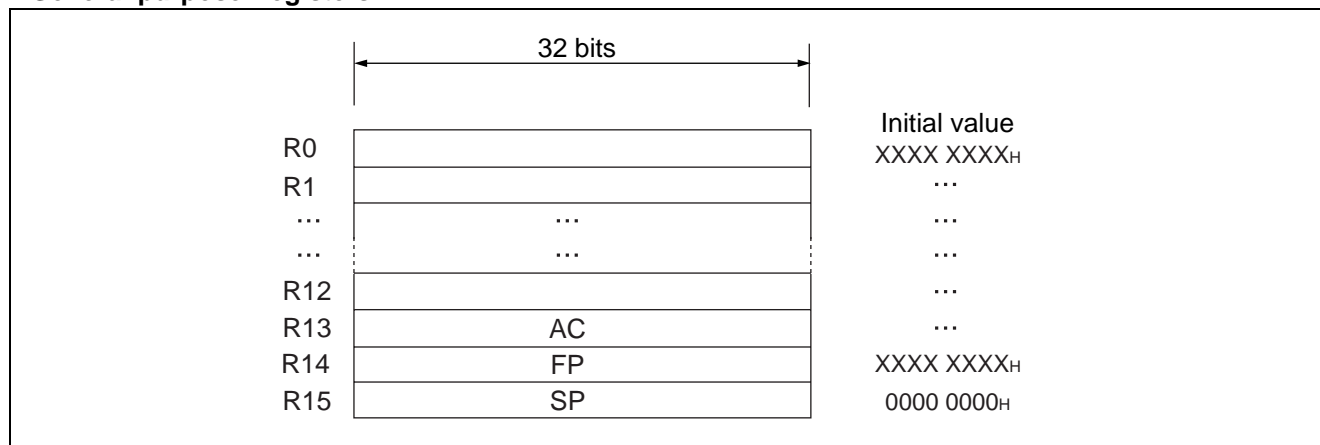 32 bits
Initial value
R0 XXXX XXXXH
R1 ...
... ... ...
... ... ...
R12 ...
R13 AC ...
R14 FP XXXX XXXXH
R15 SP 0000 0000H